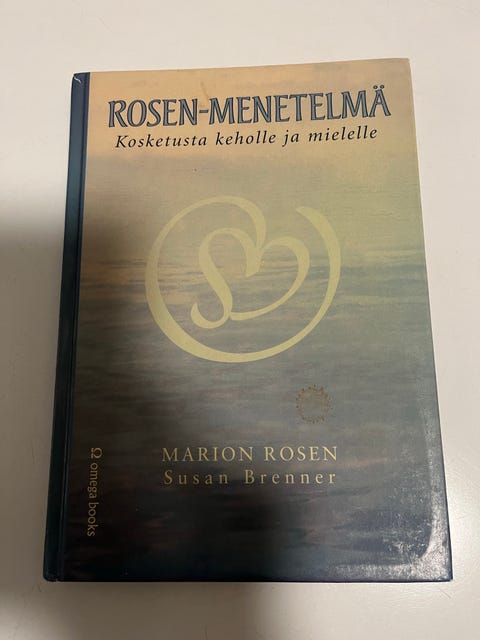 ROSEN-MENETELMÄ
Kosketusta keholle ja mielelle
MARION ROSEN
Susan Brenner
Ω omega books